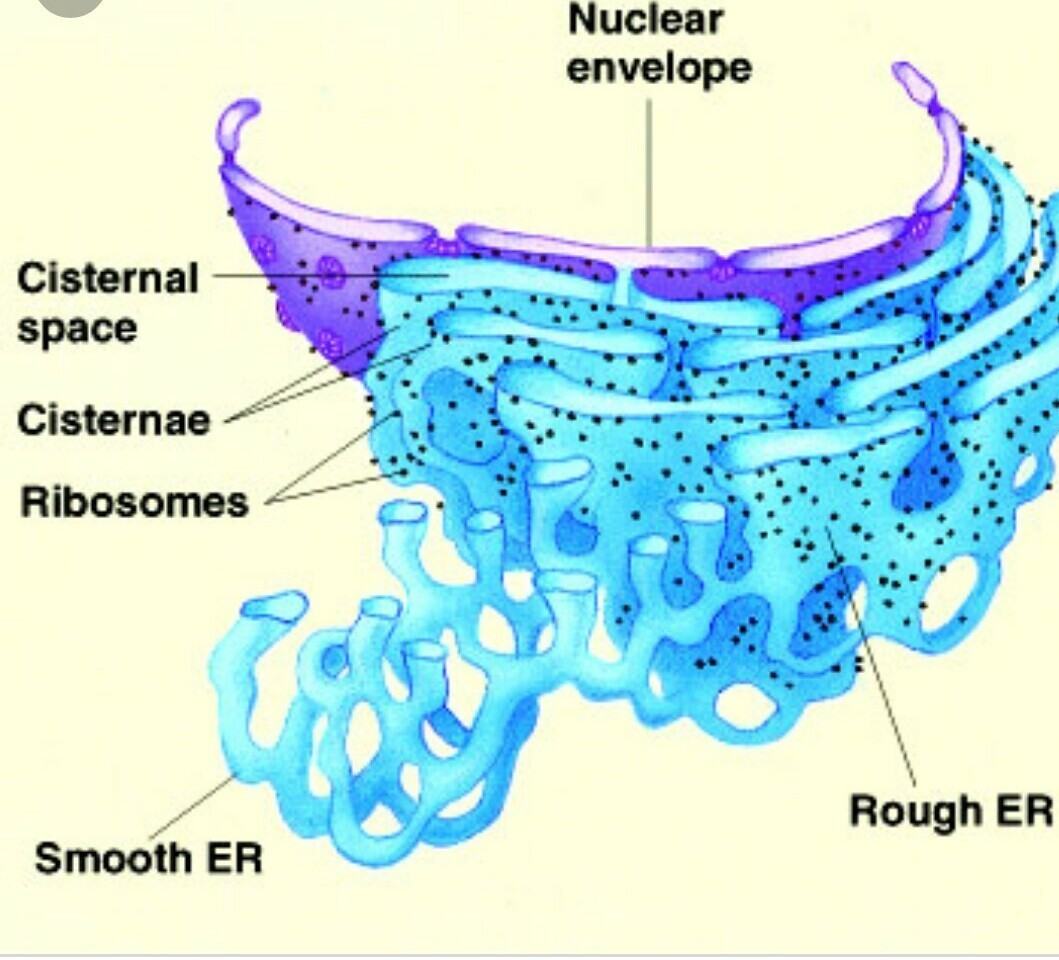 Nuclear
envelope
Cisternal
space
Cisternae
Ribosomes
Rough ER
Smooth ER